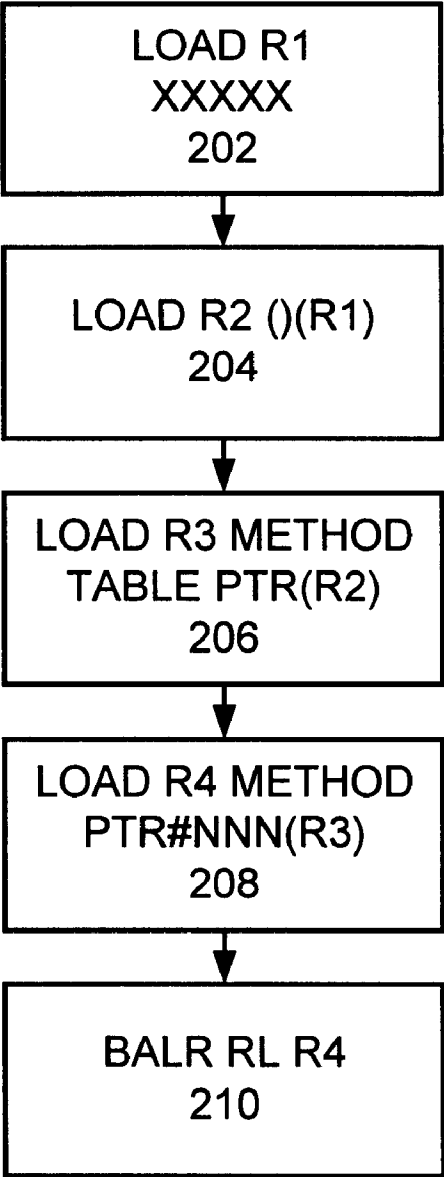 LOAD R1
XXXXX
202
LOAD R2 ()(R1)
204
LOAD R3 METHOD
TABLE PTR(R2)
206
LOAD R4 METHOD
PTR#NNN(R3)
208
BALR RL R4
210